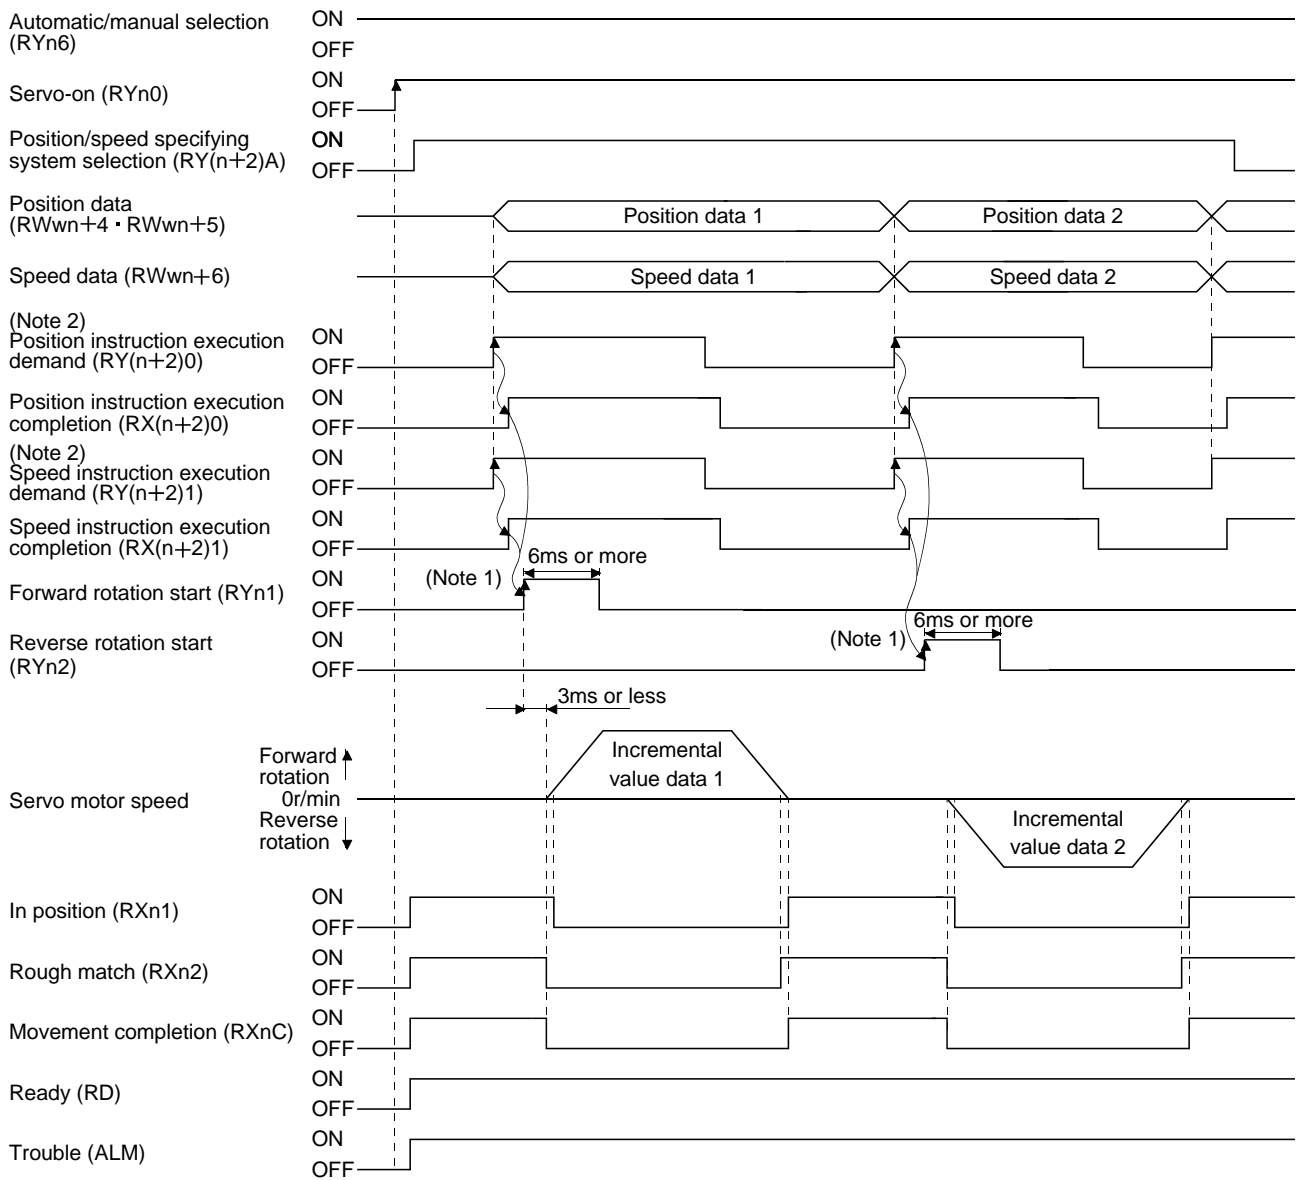 Automatic/manual selection
(RYn6)
ON
OFF
Servo-on (RYn0)
ON
OFF
Position/speed specifying
system selection (RY(n+2)A)
ON
OFF
Position data
(RWwn+4・RWwn+5)
Position data 1
Position data 2
Speed data (RWwn+6)
Speed data 1
Speed data 2
(Note 2)
Position instruction execution
demand (RY(n+2)0)
ON
OFF
Position instruction execution
completion (RX(n+2)0)
ON
OFF
(Note 2)
Speed instruction execution
demand (RY(n+2)1)
ON
OFF
Speed instruction execution
completion (RX(n+2)1)
ON
OFF
6ms or more
Forward rotation start (RYn1)
ON
OFF
(Note 1)
6ms or more
Reverse rotation start
(RYn2)
ON
OFF
(Note 1)
3ms or less
Servo motor speed
Forward
rotation
0r/min
Reverse
rotation
Incremental
value data 1
Incremental
value data 2
In position (RXn1)
ON
OFF
Rough match (RXn2)
ON
OFF
Movement completion (RXnC)
ON
OFF
Ready (RD)
ON
OFF
Trouble (ALM)
ON
OFF